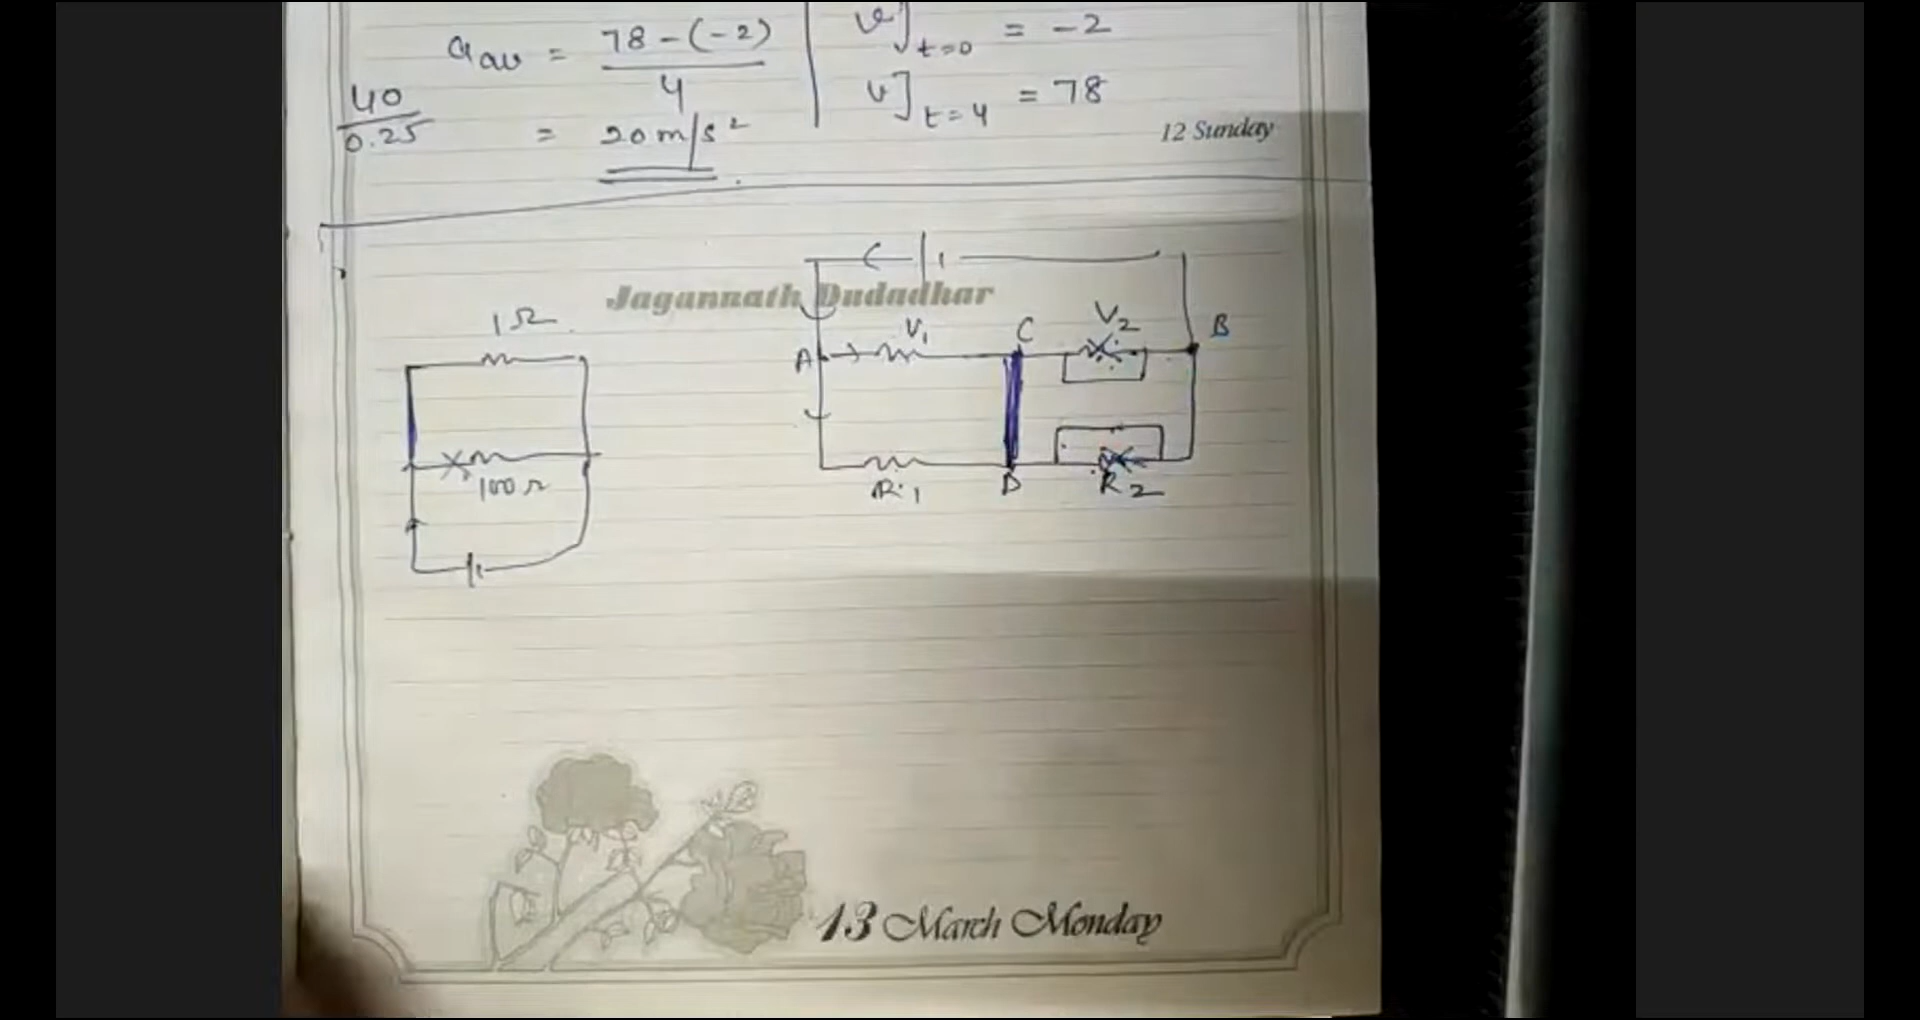 a_av = 78-(-2) / 4
v]t=0 = -2
40 / 0.25
= 20 m/s²
v]t=4 = 78
12 Sunday
Jagannath Dudadhar
1Ω
A
V1
C
V2
B
100 Ω
R1
D
R2
13 March Monday